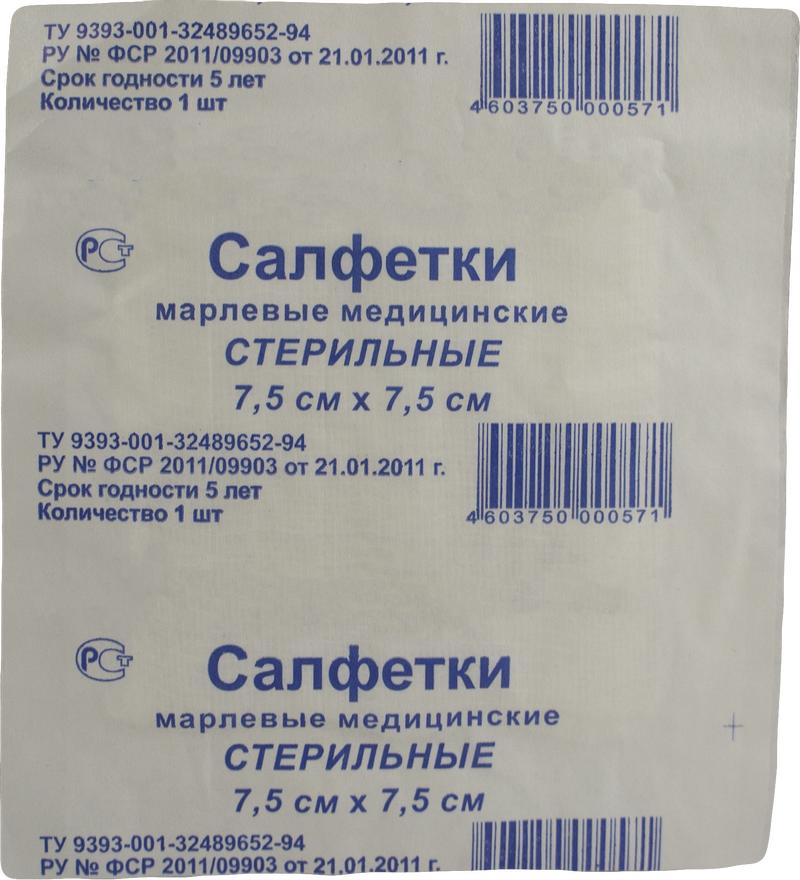 ТУ 9393-001-32489652-94
РУ № ФСР 2011/09903 от 21.01.2011 г.
Срок годности 5 лет
Количество 1 шт
4 603750 000571
РСТ
Салфетки
марлевые медицинские
СТЕРИЛЬНЫЕ
7,5 см х 7,5 см
ТУ 9393-001-32489652-94
РУ № ФСР 2011/09903 от 21.01.2011 г.
Срок годности 5 лет
Количество 1 шт
4 603750 000571
РСТ
Салфетки
марлевые медицинские
СТЕРИЛЬНЫЕ
7,5 см х 7,5 см
ТУ 9393-001-32489652-94
РУ № ФСР 2011/09903 от 21.01.2011 г.